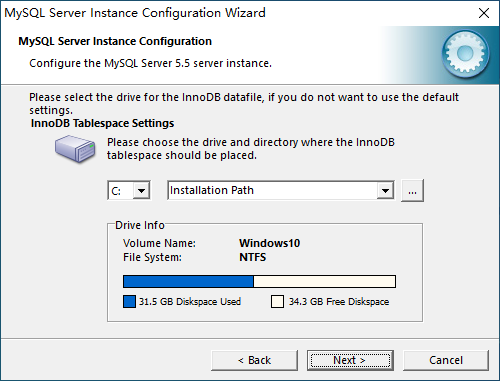 MySQL Server Instance Configuration Wizard
MySQL Server Instance Configuration
Configure the MySQL Server 5.5 server instance.
Please select the drive for the InnoDB datafile, if you do not want to use the default
settings.
InnoDB Tablespace Settings
Please choose the drive and directory where the InnoDB
tablespace should be placed.
C: Installation Path ...
Drive Info
Volume Name: Windows10
File System: NTFS
31.5 GB Diskspace Used 34.3 GB Free Diskspace
< Back Next > Cancel